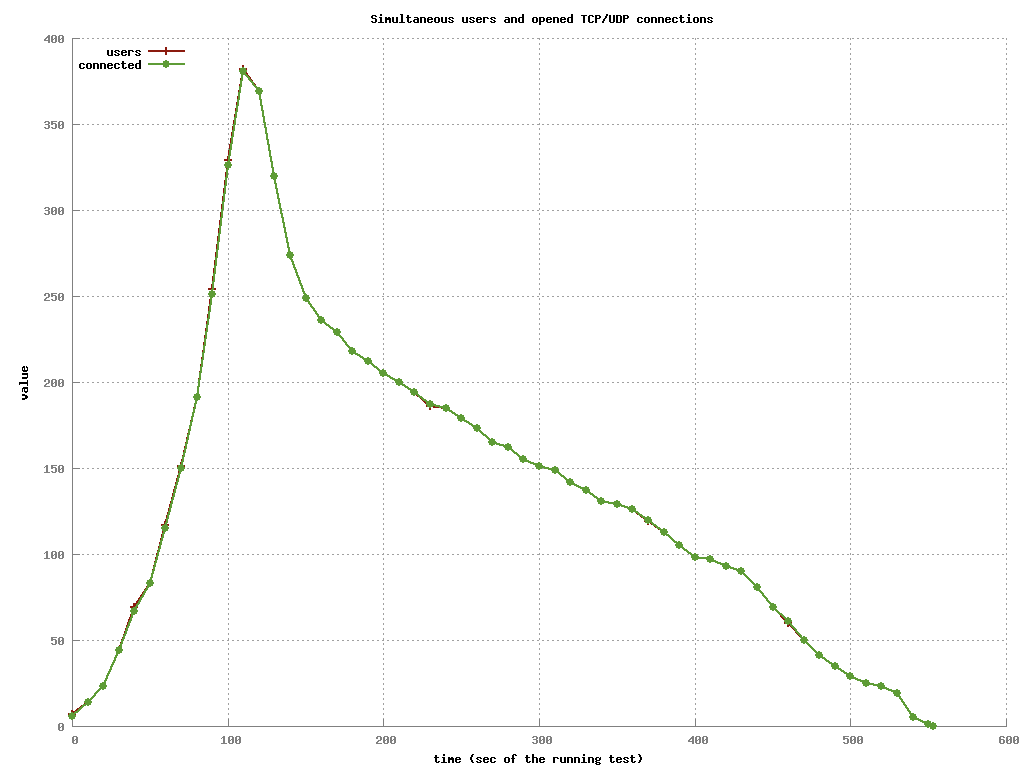 Simultaneous users and opened TCP/UDP connections
400
users
connected
350
300
250
value
200
150
100
50
0
0 100 200 300 400 500 600
time (sec of the running test)